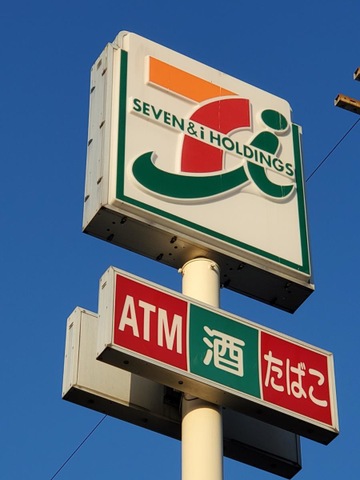 SEVEN & i HOLDINGS
ATM 酒 たばこ